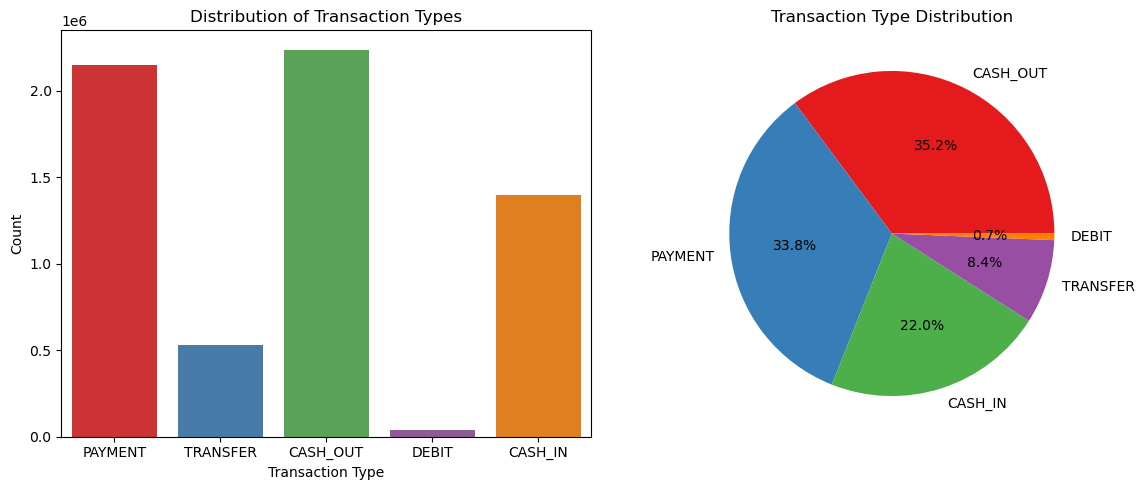 Distribution of Transaction Types
1e6
2.0
1.5
1.0
0.5
0.0
Count
PAYMENT
TRANSFER
CASH_OUT
DEBIT
CASH_IN
Transaction Type
Transaction Type Distribution
CASH_OUT
35.2%
PAYMENT
33.8%
CASH_IN
22.0%
TRANSFER
8.4%
DEBIT
0.7%